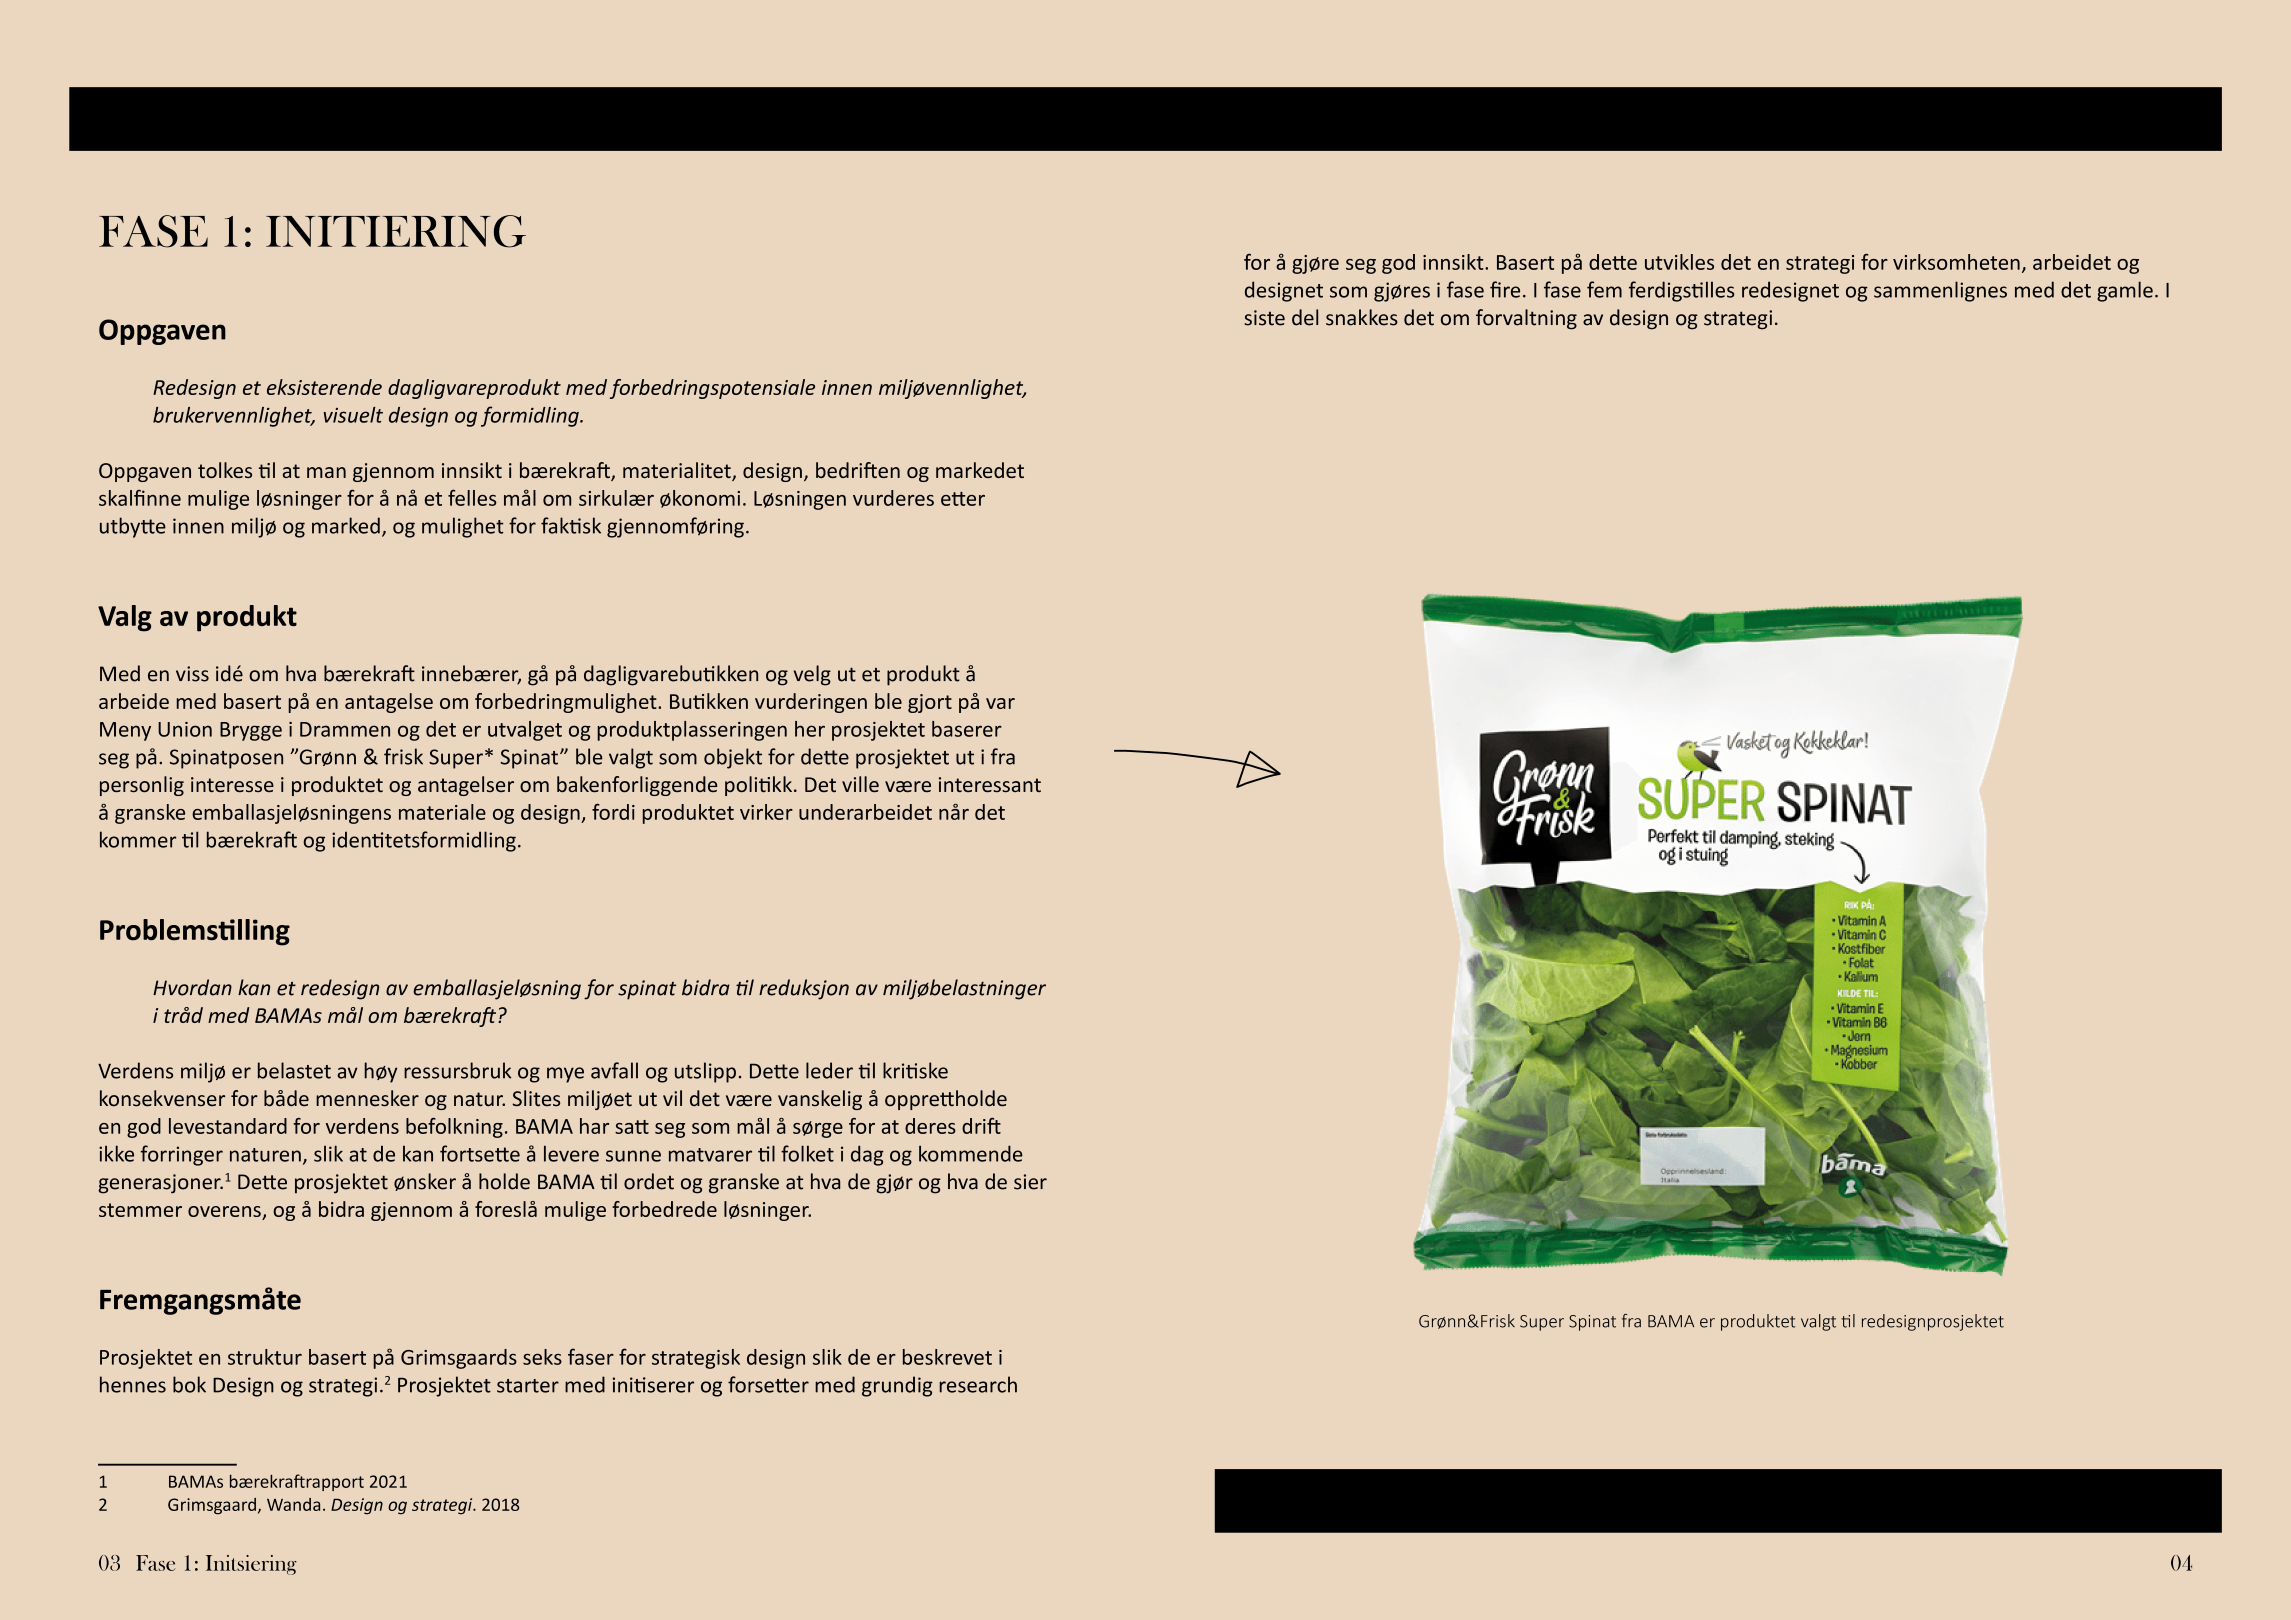 FASE 1: INITIERING
Oppgaven
Redesign et eksisterende dagligvareprodukt med forbedringspotensiale innen miljøvennlighet,
brukervennlighet, visuelt design og formidling.
Oppgaven tolkes til at man gjennom innsikt i bærekraft, materialitet, design, bedriften og markedet
skalfinne mulige løsninger for å nå et felles mål om sirkulær økonomi. Løsningen vurderes etter
utbytte innen miljø og marked, og mulighet for faktisk gjennomføring.
Valg av produkt
Med en viss idé om hva bærekraft innebærer, gå på dagligvarebutikken og velg ut et produkt å
arbeide med basert på en antagelse om forbedringmulighet. Butikken vurderingen ble gjort på var
Meny Union Brygge i Drammen og det er utvalget og produktplasseringen her prosjektet baserer
seg på. Spinatposen ”Grønn & frisk Super* Spinat” ble valgt som objekt for dette prosjektet ut i fra
personlig interesse i produktet og antagelser om bakenforliggende politikk. Det ville være interessant
å granske emballasjeløsningens materiale og design, fordi produktet virker underarbeidet når det
kommer til bærekraft og identitetsformidling.
Problemstilling
Hvordan kan et redesign av emballasjeløsning for spinat bidra til reduksjon av miljøbelastninger
i tråd med BAMAs mål om bærekraft?
Verdens miljø er belastet av høy ressursbruk og mye avfall og utslipp. Dette leder til kritiske
konsekvenser for både mennesker og natur. Slites miljøet ut vil det være vanskelig å opprettholde
en god levestandard for verdens befolkning. BAMA har satt seg som mål å sørge for at deres drift
ikke forringer naturen, slik at de kan fortsette å levere sunne matvarer til folket i dag og kommende
generasjoner.1 Dette prosjektet ønsker å holde BAMA til ordet og granske at hva de gjør og hva de sier
stemmer overens, og å bidra gjennom å foreslå mulige forbedrede løsninger.
Fremgangsmåte
Prosjektet en struktur basert på Grimsgaards seks faser for strategisk design slik de er beskrevet i
hennes bok Design og strategi.2 Prosjektet starter med initiserer og forsetter med grundig research
1 BAMAs bærekraftrapport 2021
2 Grimsgaard, Wanda. Design og strategi. 2018
03 Fase 1: Initsiering
for å gjøre seg god innsikt. Basert på dette utvikles det en strategi for virksomheten, arbeidet og
designet som gjøres i fase fire. I fase fem ferdigstilles redesignet og sammenlignes med det gamle. I
siste del snakkes det om forvaltning av design og strategi.
Vasket og Kokkeklar!
Grønn
&
Frisk
SUPER SPINAT
Perfekt til damping, steking
og i stuing
RIK PÅ:
• Vitamin A
• Vitamin C
• Kostfiber
• Folat
• Kalium
KILDE TIL:
• Vitamin E
• Vitamin B6
• Jern
• Magnesium
• Kobber
Siste forbruksdato
Opprinnelsesland:
Italia
bama
Grønn&Frisk Super Spinat fra BAMA er produktet valgt til redesignprosjektet
04